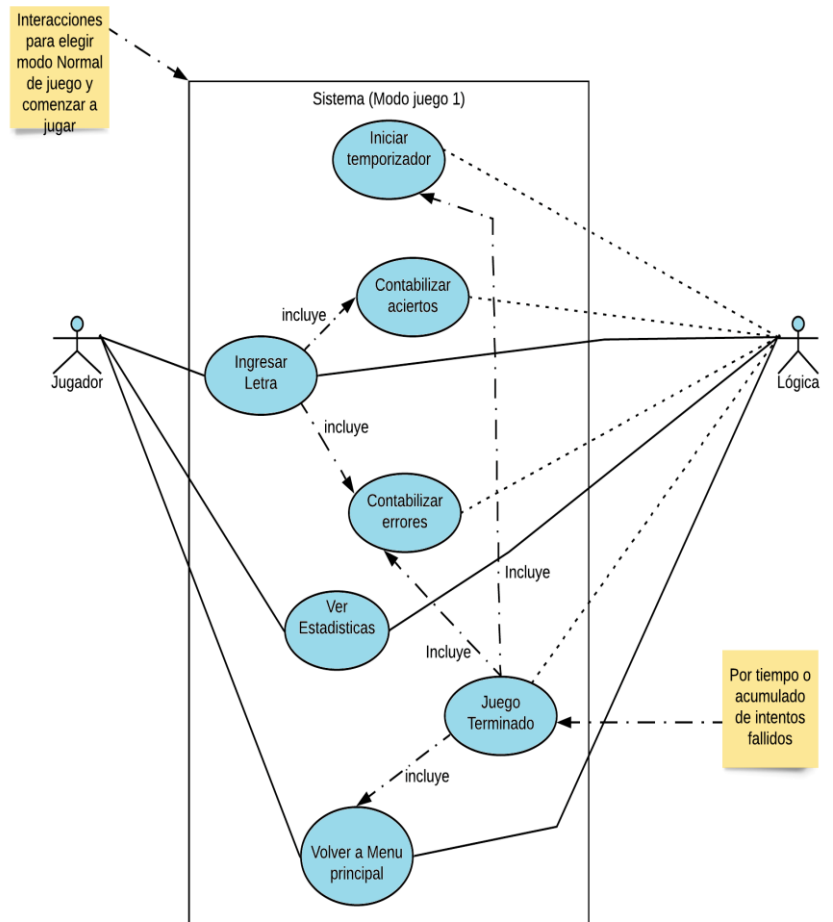 Interacciones
para elegir
modo Normal
de juego y
comenzar a
jugar
Sistema (Modo juego 1)
Iniciar
temporizador
Contabilizar
aciertos
incluye
Ingresar
Letra
Jugador
Lógica
incluye
Contabilizar
errores
Incluye
Ver
Estadisticas
Incluye
Juego
Terminado
Por tiempo o
acumulado
de intentos
fallidos
incluye
Volver a Menu
principal